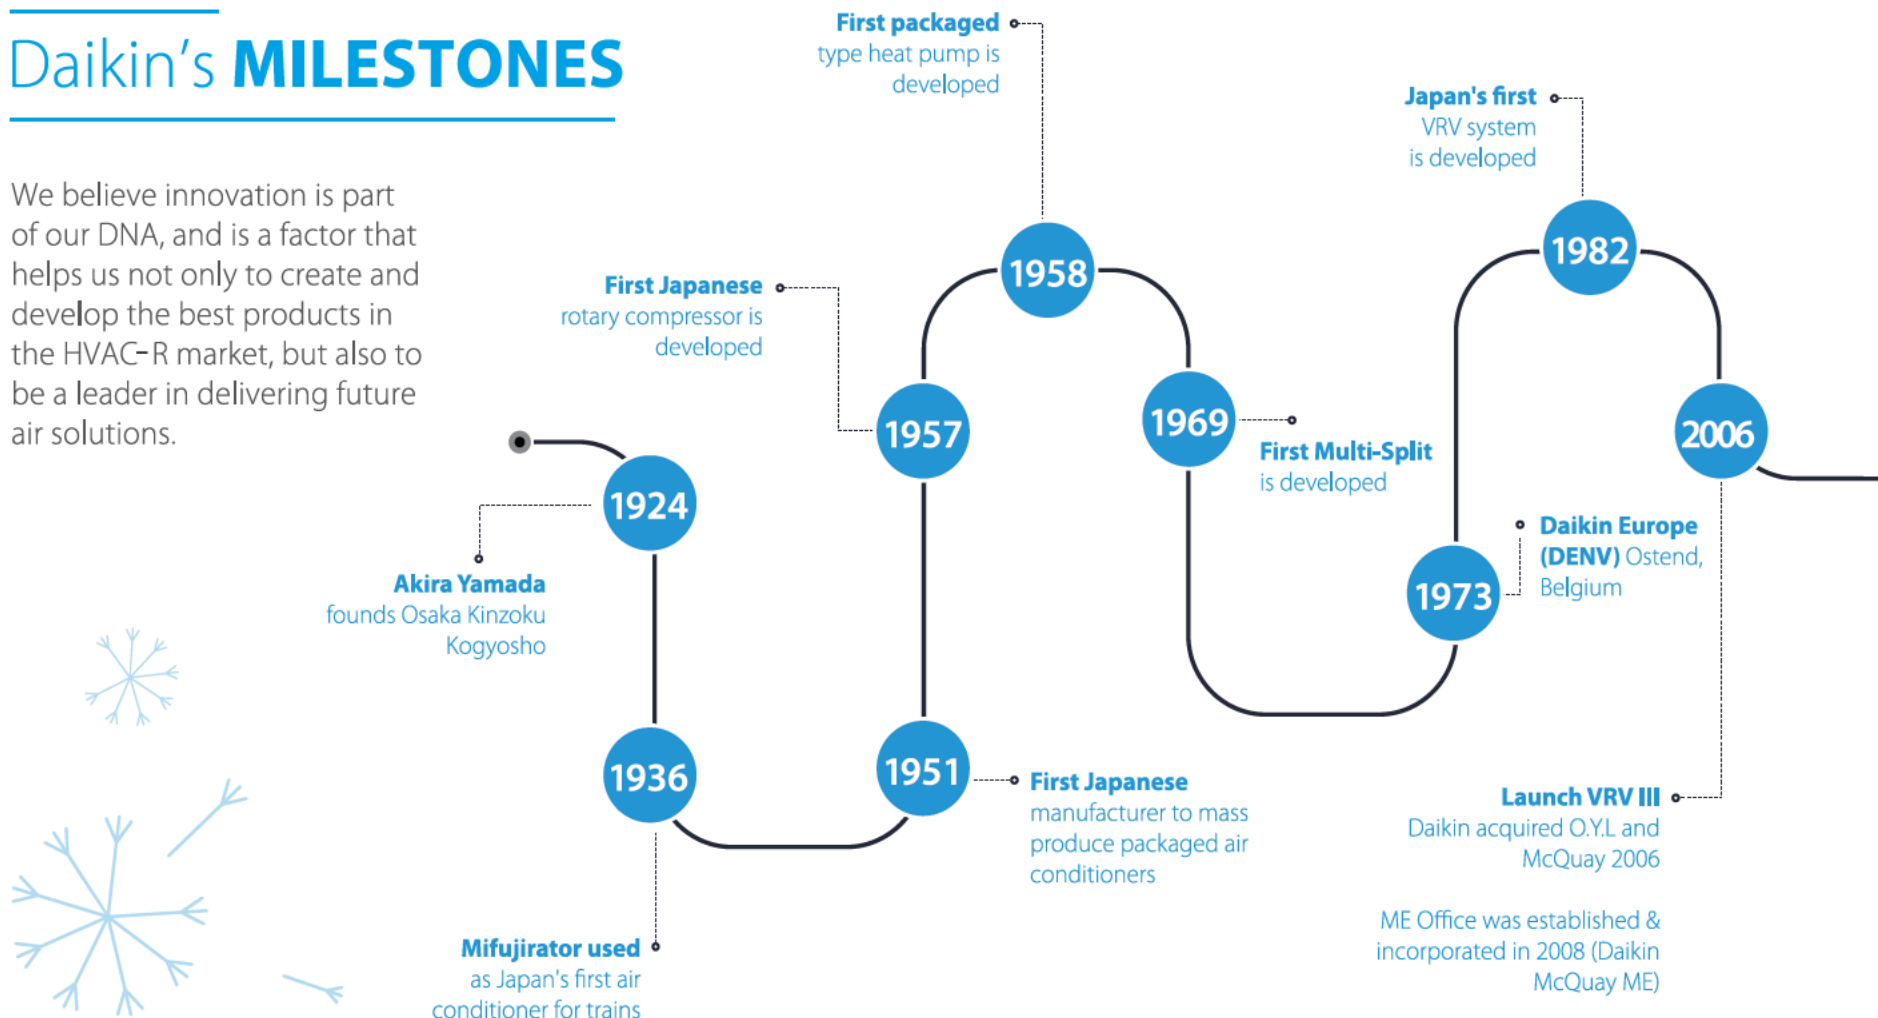 Daikin's MILESTONES
We believe innovation is part
of our DNA, and is a factor that
helps us not only to create and
develop the best products in
the HVAC-R market, but also to
be a leader in delivering future
air solutions.
1924
Akira Yamada
founds Osaka Kinzoku
Kogyosho
1936
Mifujirator used
as Japan's first air
conditioner for trains
1951
First Japanese
manufacturer to mass
produce packaged air
conditioners
1957
First Japanese
rotary compressor is
developed
1958
First packaged
type heat pump is
developed
1969
First Multi-Split
is developed
1973
Daikin Europe
(DENV) Ostend,
Belgium
1982
Japan's first
VRV system
is developed
2006
Launch VRV III
Daikin acquired O.Y.L and
McQuay 2006
ME Office was established &
incorporated in 2008 (Daikin
McQuay ME)